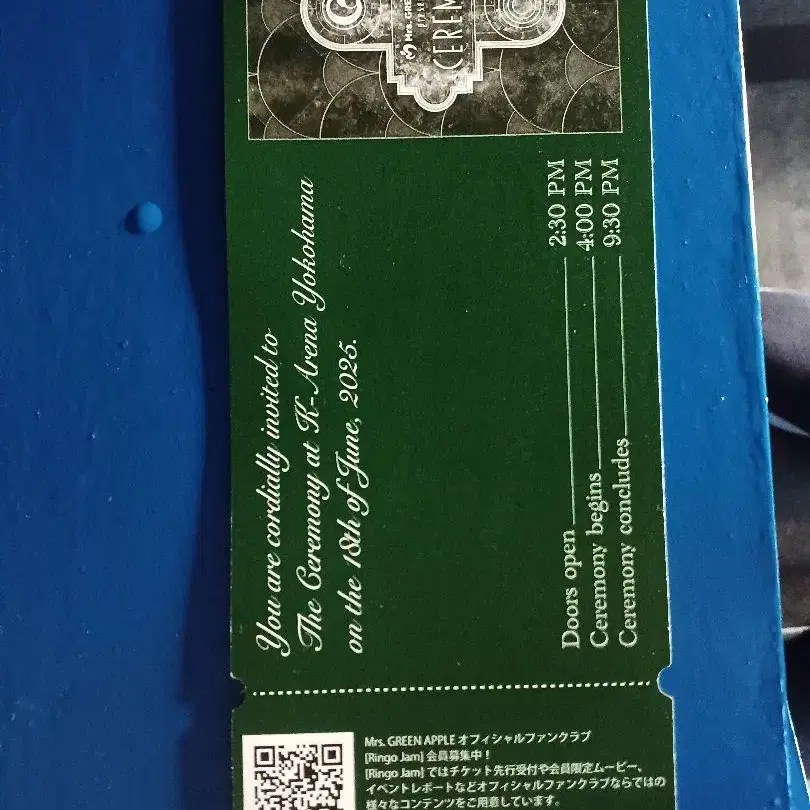 Mrs. GRE
CEREM
You are cordially invited to
The Ceremony at K-Arena Yokohama
on the 18th of June, 2025.
Doors open 2:30 PM
Ceremony begins 4:00 PM
Ceremony concludes 9:30 PM
Mrs. GREEN APPLE オフィシャルファンクラブ
[Ringo Jam] 会員募集中！
[Ringo Jam] ではチケット先行受付や会員限定ムービー、
イベントレポートなどオフィシャルファンクラブならではの
様々なコンテンツをご用意しています。